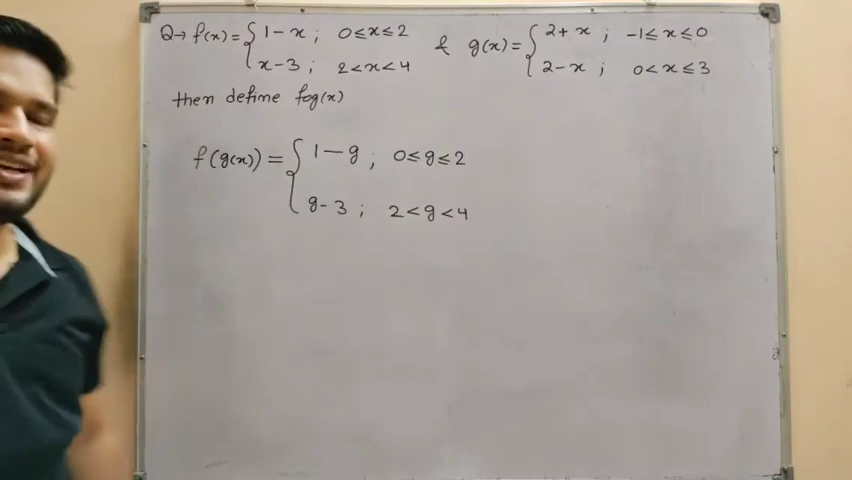 Q→ f(x) = { 1 - x ; 0 ≤ x ≤ 2 & g(x) = { 2 + x ; -1 ≤ x ≤ 0
x - 3 ; 2 < x < 4 2 - x ; 0 < x ≤ 3
then define fog(x)
f(g(x)) = { 1 - g ; 0 ≤ g ≤ 2
g - 3 ; 2 < g < 4